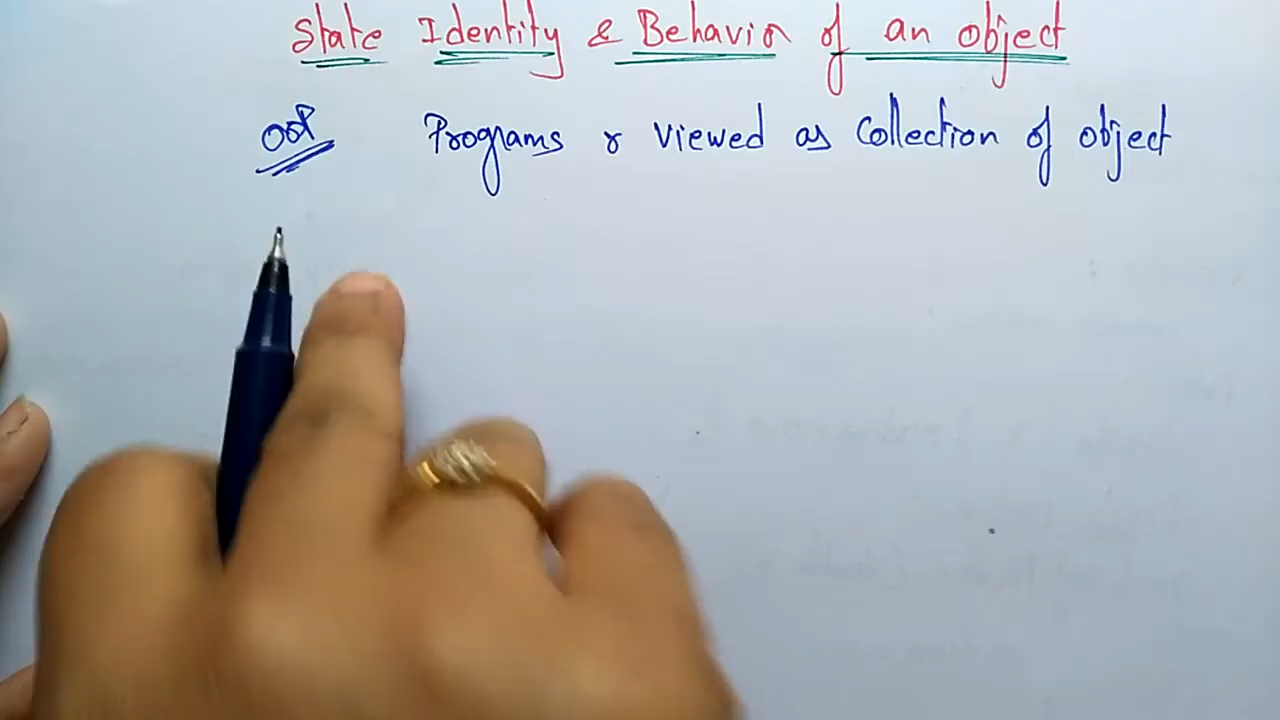 State Identity & Behavior of an object
OOP Programs r viewed as collection of object